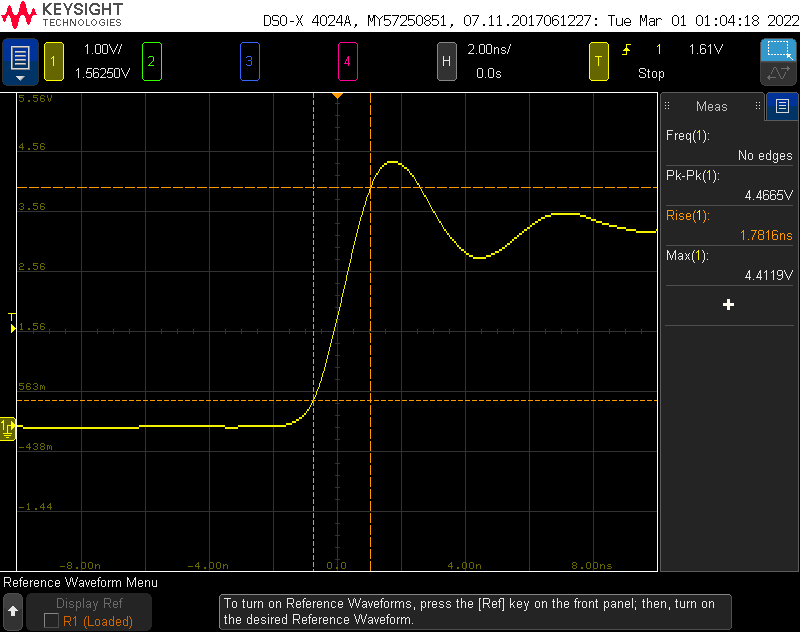 KEYSIGHT
TECHNOLOGIES
DSO-X 4024A, MY57250851, 07.11.2017061227: Tue Mar 01 01:04:18 2022
1
1.00V/
1.56250V
2
3
4
H
2.00ns/
0.0s
T
1
1.61V
Stop
5.56V
4.56
3.56
2.56
1.56
563m
-438m
-1.44
T
1
-8.00n
-4.00n
0.0
4.00n
8.00ns
Meas
Freq(1):
No edges
Pk-Pk(1):
4.4665V
Rise(1):
1.7816ns
Max(1):
4.4119V
+
Reference Waveform Menu
Display Ref
R1 (Loaded)
To turn on Reference Waveforms, press the [Ref] key on the front panel; then, turn on
the desired Reference Waveform.